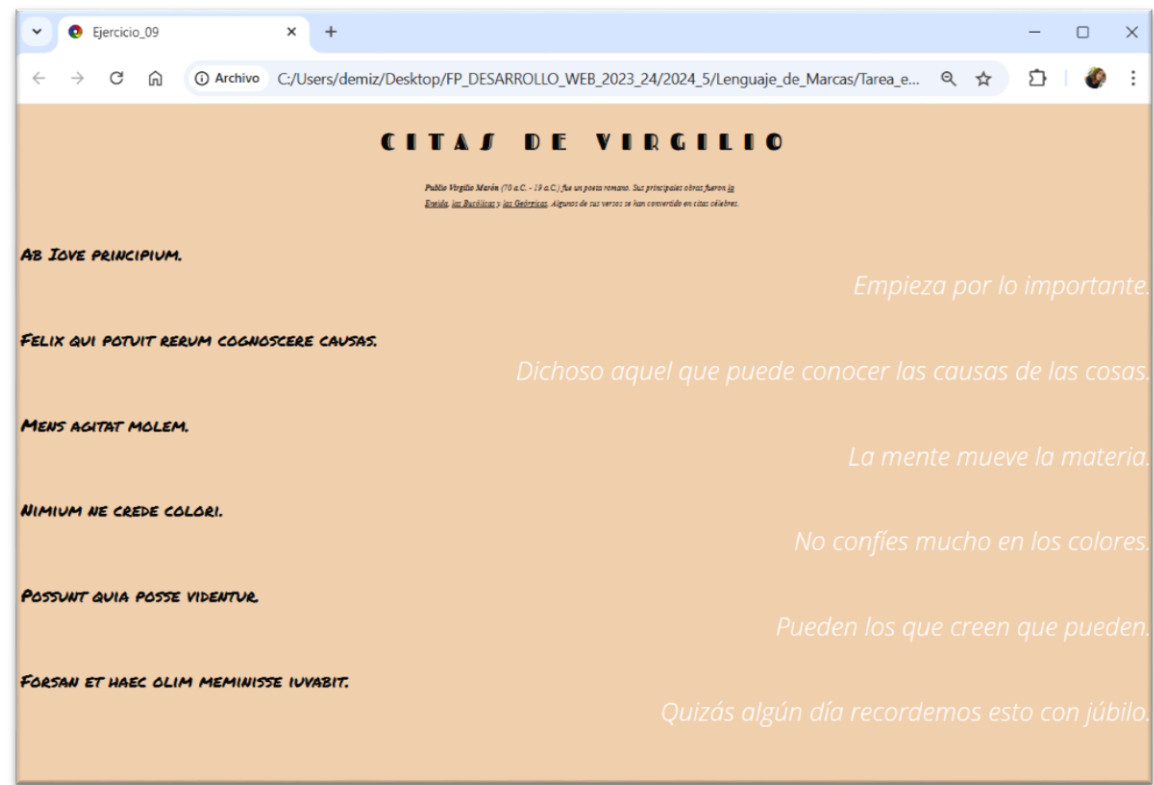 Ejercicio_09
Archivo C:/Users/demiz/Desktop/FP_DESARROLLO_WEB_2023_24/2024_5/Lenguaje_de_Marcas/Tarea_e...
CITAS DE VIRGILIO
Publio Virgilio Marón (70 a.C. - 19 a.C.) fue un poeta romano. Sus principales obras fueron la
Eneida, las Bucólicas y las Geórgicas. Algunos de sus versos se han convertido en citas célebres.
Ab Iove principium.
Empieza por lo importante.
Felix qui potuit rerum cognoscere causas.
Dichoso aquel que puede conocer las causas de las cosas.
Mens agitat molem.
La mente mueve la materia.
Nimium ne crede colori.
No confíes mucho en los colores.
Possunt quia posse videntur.
Pueden los que creen que pueden.
Forsan et haec olim meminisse iuvabit.
Quizás algún día recordemos esto con júbilo.